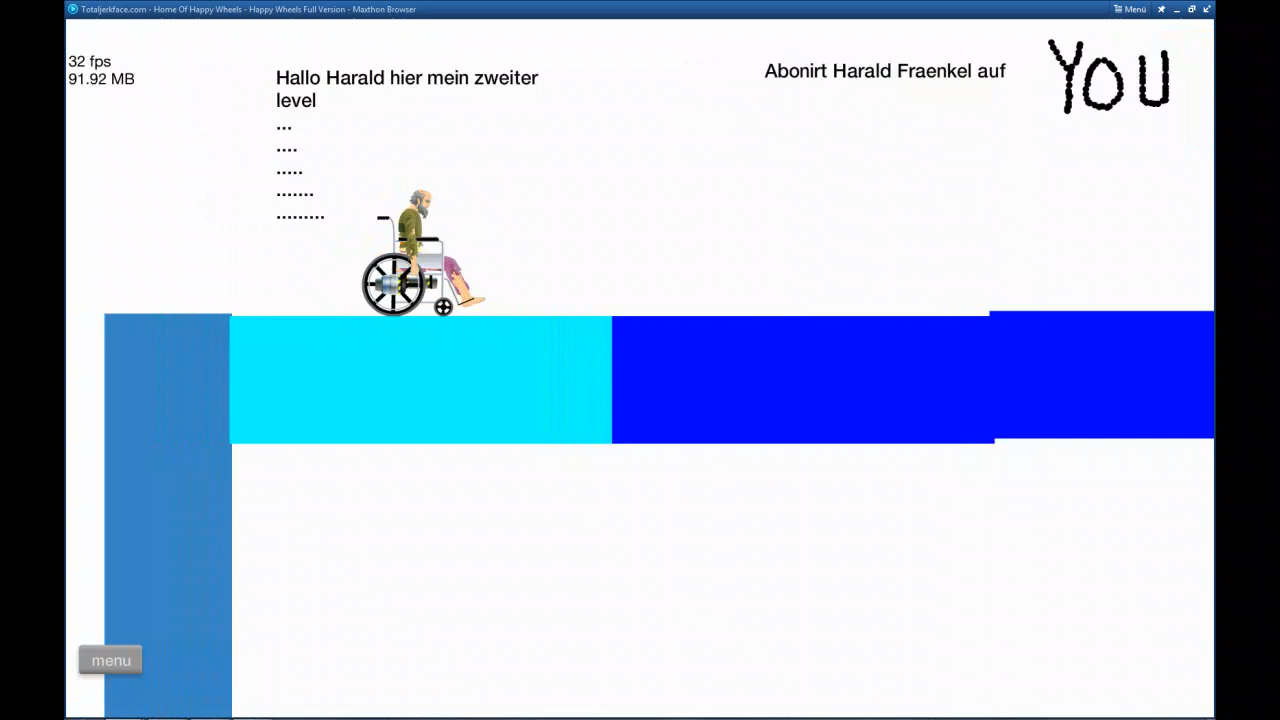 Totaljerkface.com - Home Of Happy Wheels - Happy Wheels Full Version - Maxthon Browser
Menü
32 fps
91.92 MB
Hallo Harald hier mein zweiter
level
...
....
.....
.......
.........
Abonirt Harald Fraenkel auf
YOU
menu